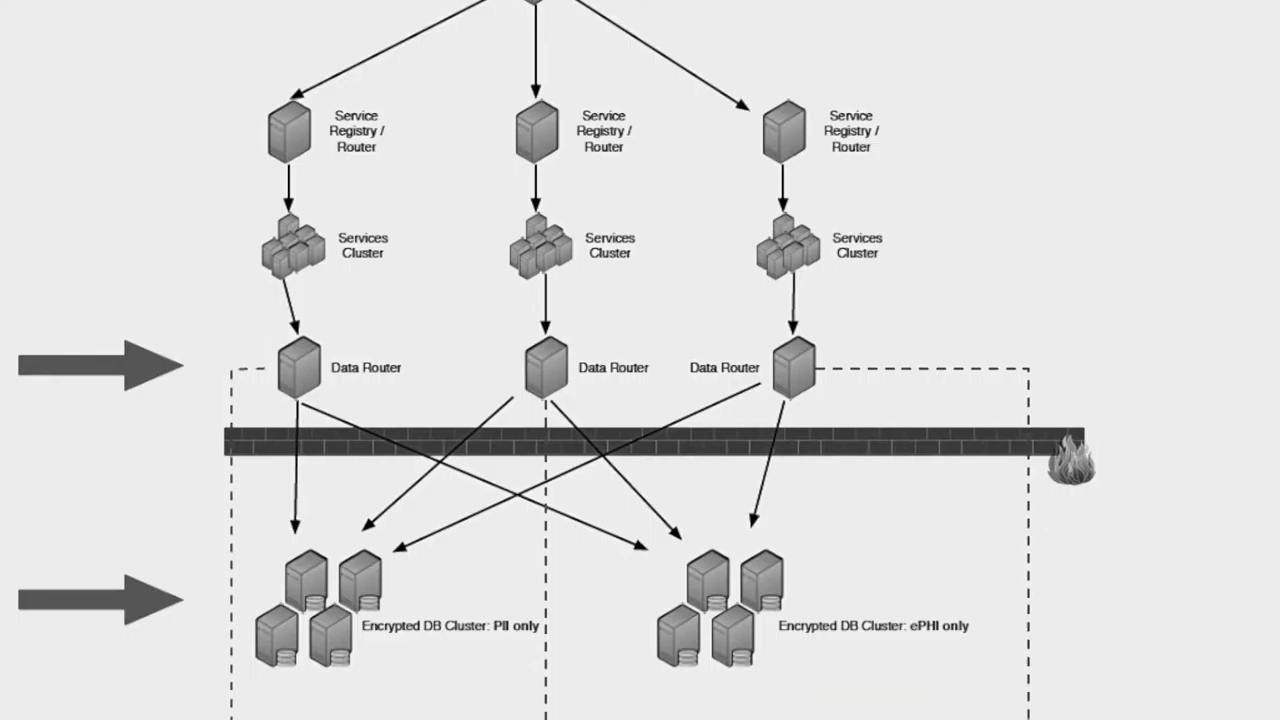 Service
Registry /
Router
Service
Registry /
Router
Service
Registry /
Router
Services
Cluster
Services
Cluster
Services
Cluster
Data Router
Data Router
Data Router
Encrypted DB Cluster: PII only
Encrypted DB Cluster: ePHI only